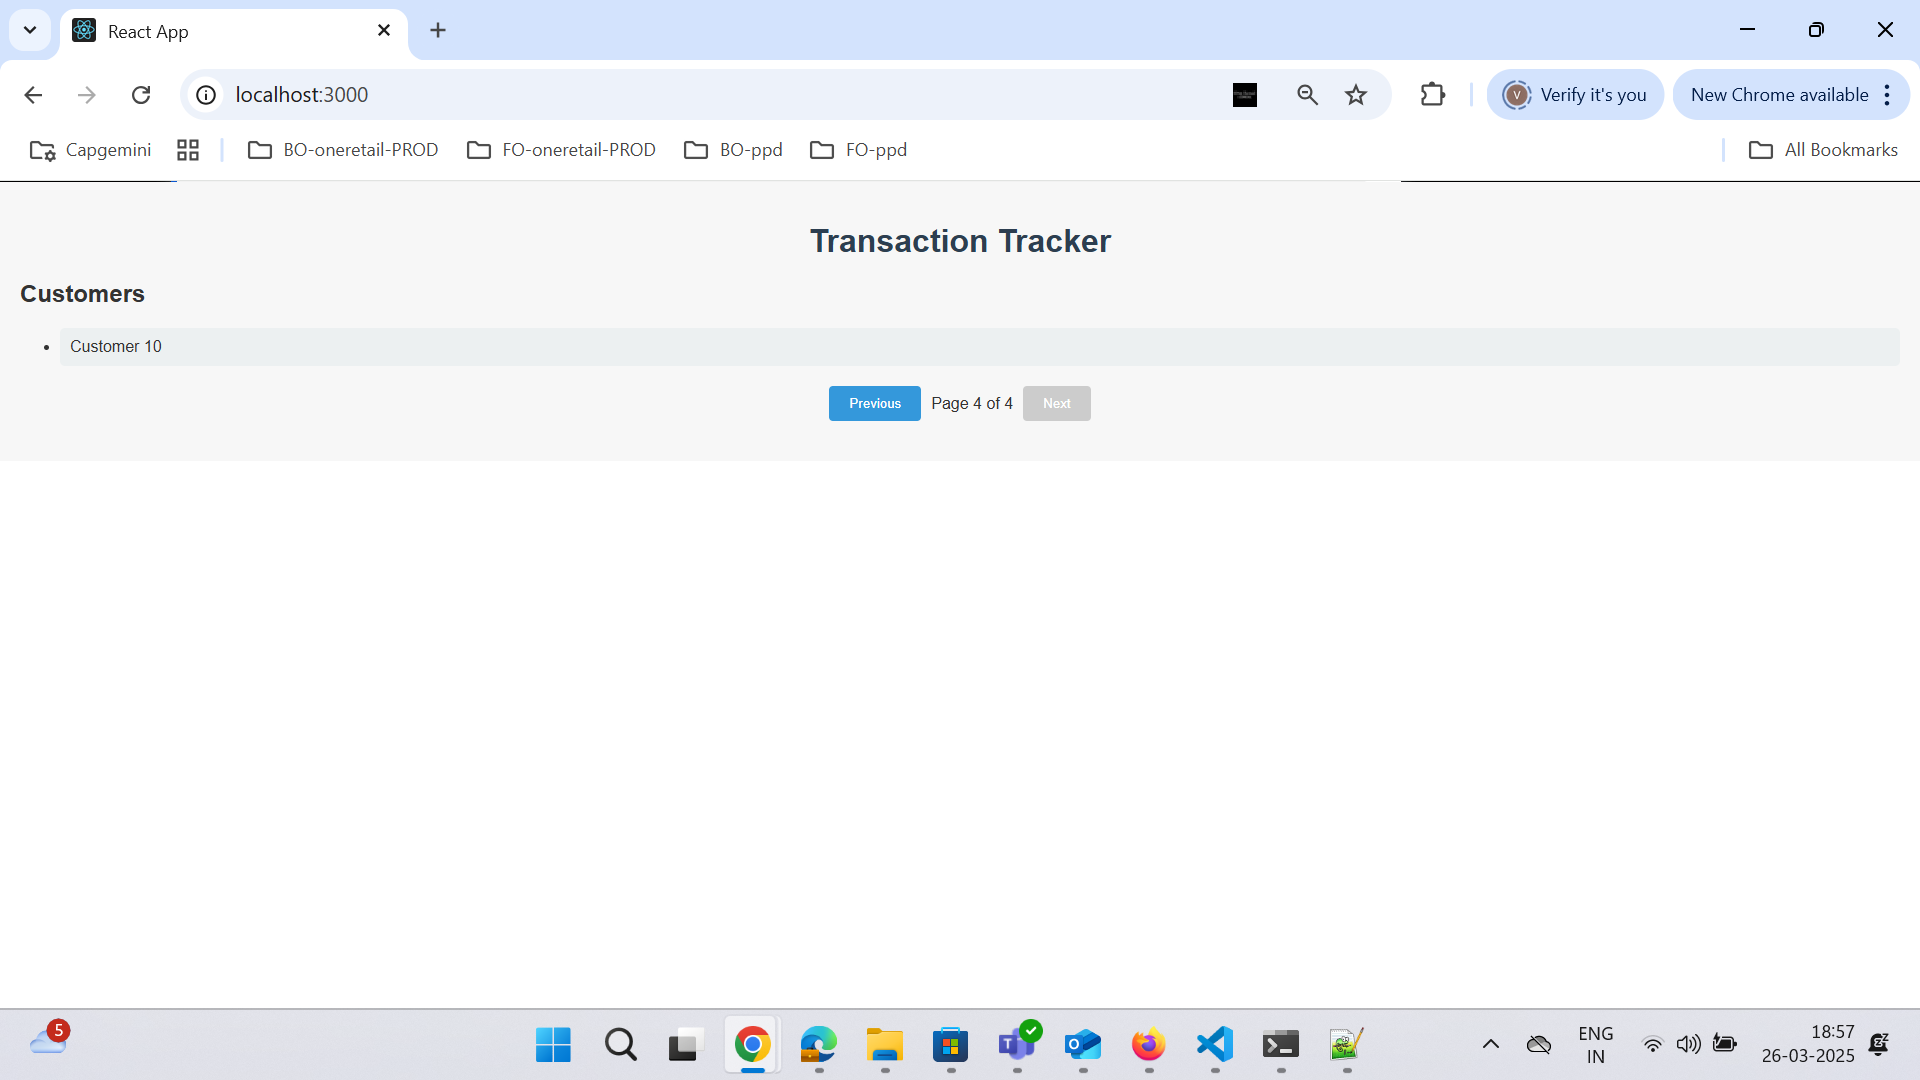 React App
localhost:3000
Verify it's you
New Chrome available
Capgemini
BO-oneretail-PROD
FO-oneretail-PROD
BO-ppd
FO-ppd
All Bookmarks
Transaction Tracker
Customers
Customer 10
Previous
Page 4 of 4
Next
5
ENG
IN
18:57
26-03-2025